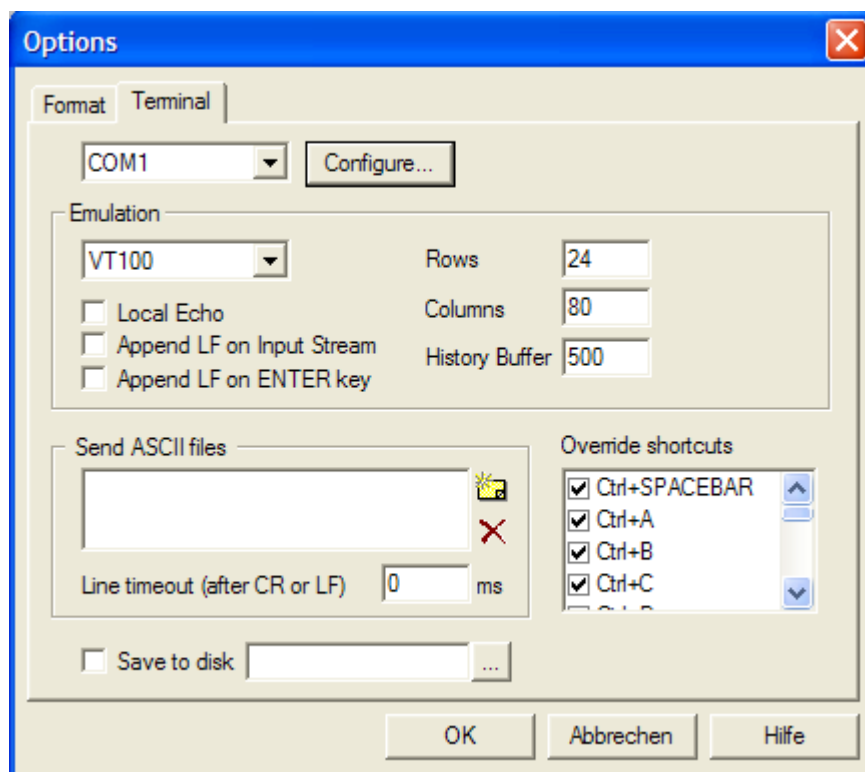 Options
Format Terminal
COM1 Configure...
Emulation
VT100 Rows 24
Local Echo Columns 80
Append LF on Input Stream
Append LF on ENTER key History Buffer 500
Send ASCII files Override shortcuts
Ctrl+SPACEBAR
Ctrl+A
Ctrl+B
Ctrl+C
Line timeout (after CR or LF) 0 ms
Save to disk ...
OK Abbrechen Hilfe